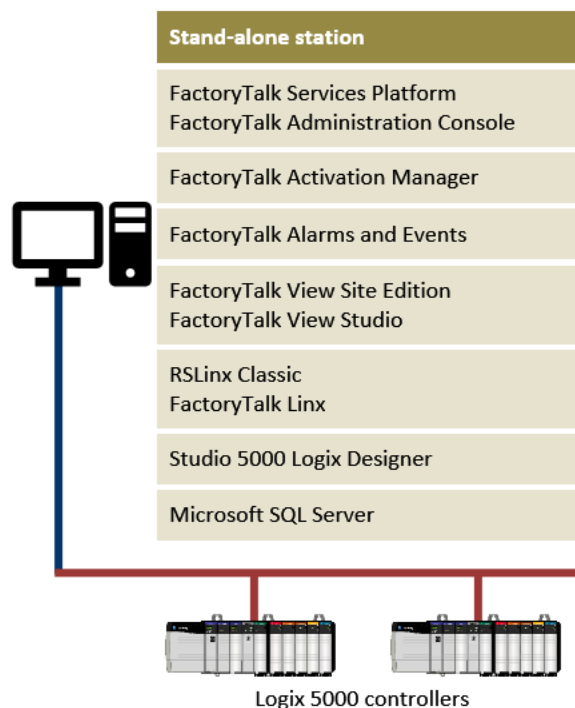 Stand-alone station
FactoryTalk Services Platform
FactoryTalk Administration Console
FactoryTalk Activation Manager
FactoryTalk Alarms and Events
FactoryTalk View Site Edition
FactoryTalk View Studio
RSLinx Classic
FactoryTalk Linx
Studio 5000 Logix Designer
Microsoft SQL Server
Logix 5000 controllers